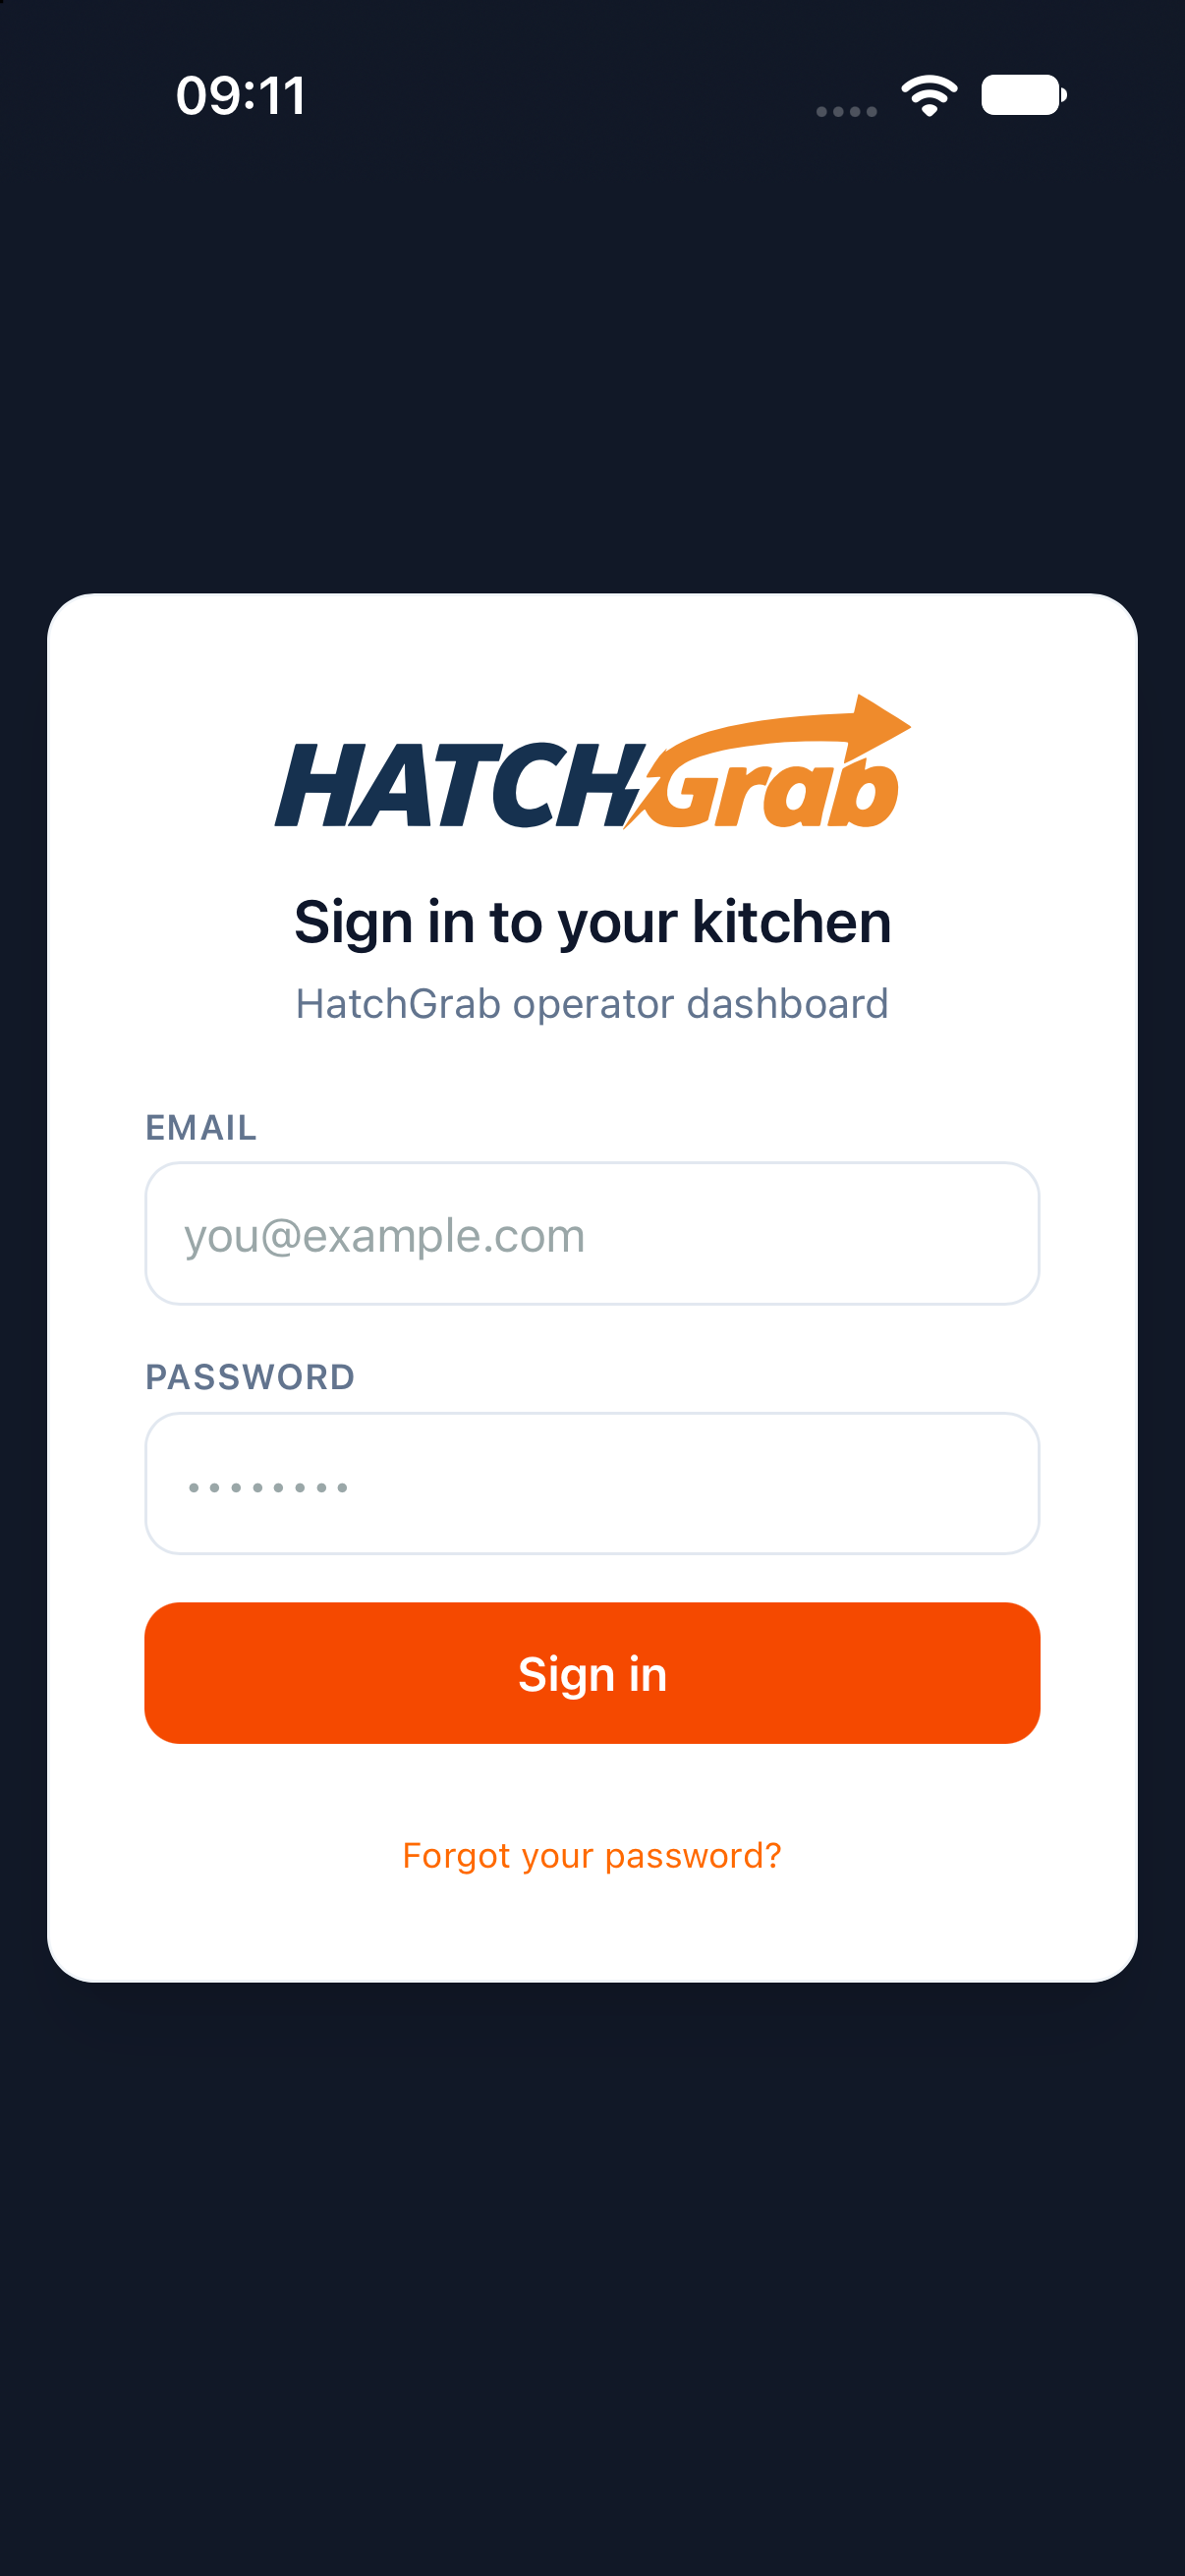 09:11
HATCHGrab
Sign in to your kitchen
HatchGrab operator dashboard
EMAIL
you@example.com
PASSWORD
••••••••
Sign in
Forgot your password?